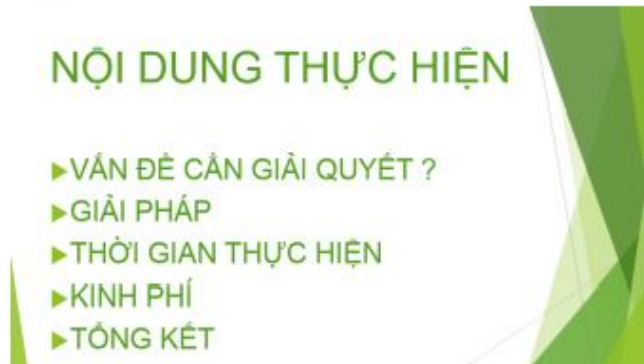 NỘI DUNG THỰC HIỆN
VẤN ĐỀ CẦN GIẢI QUYẾT ?
GIẢI PHÁP
THỜI GIAN THỰC HIỆN
KINH PHÍ
TỔNG KẾT